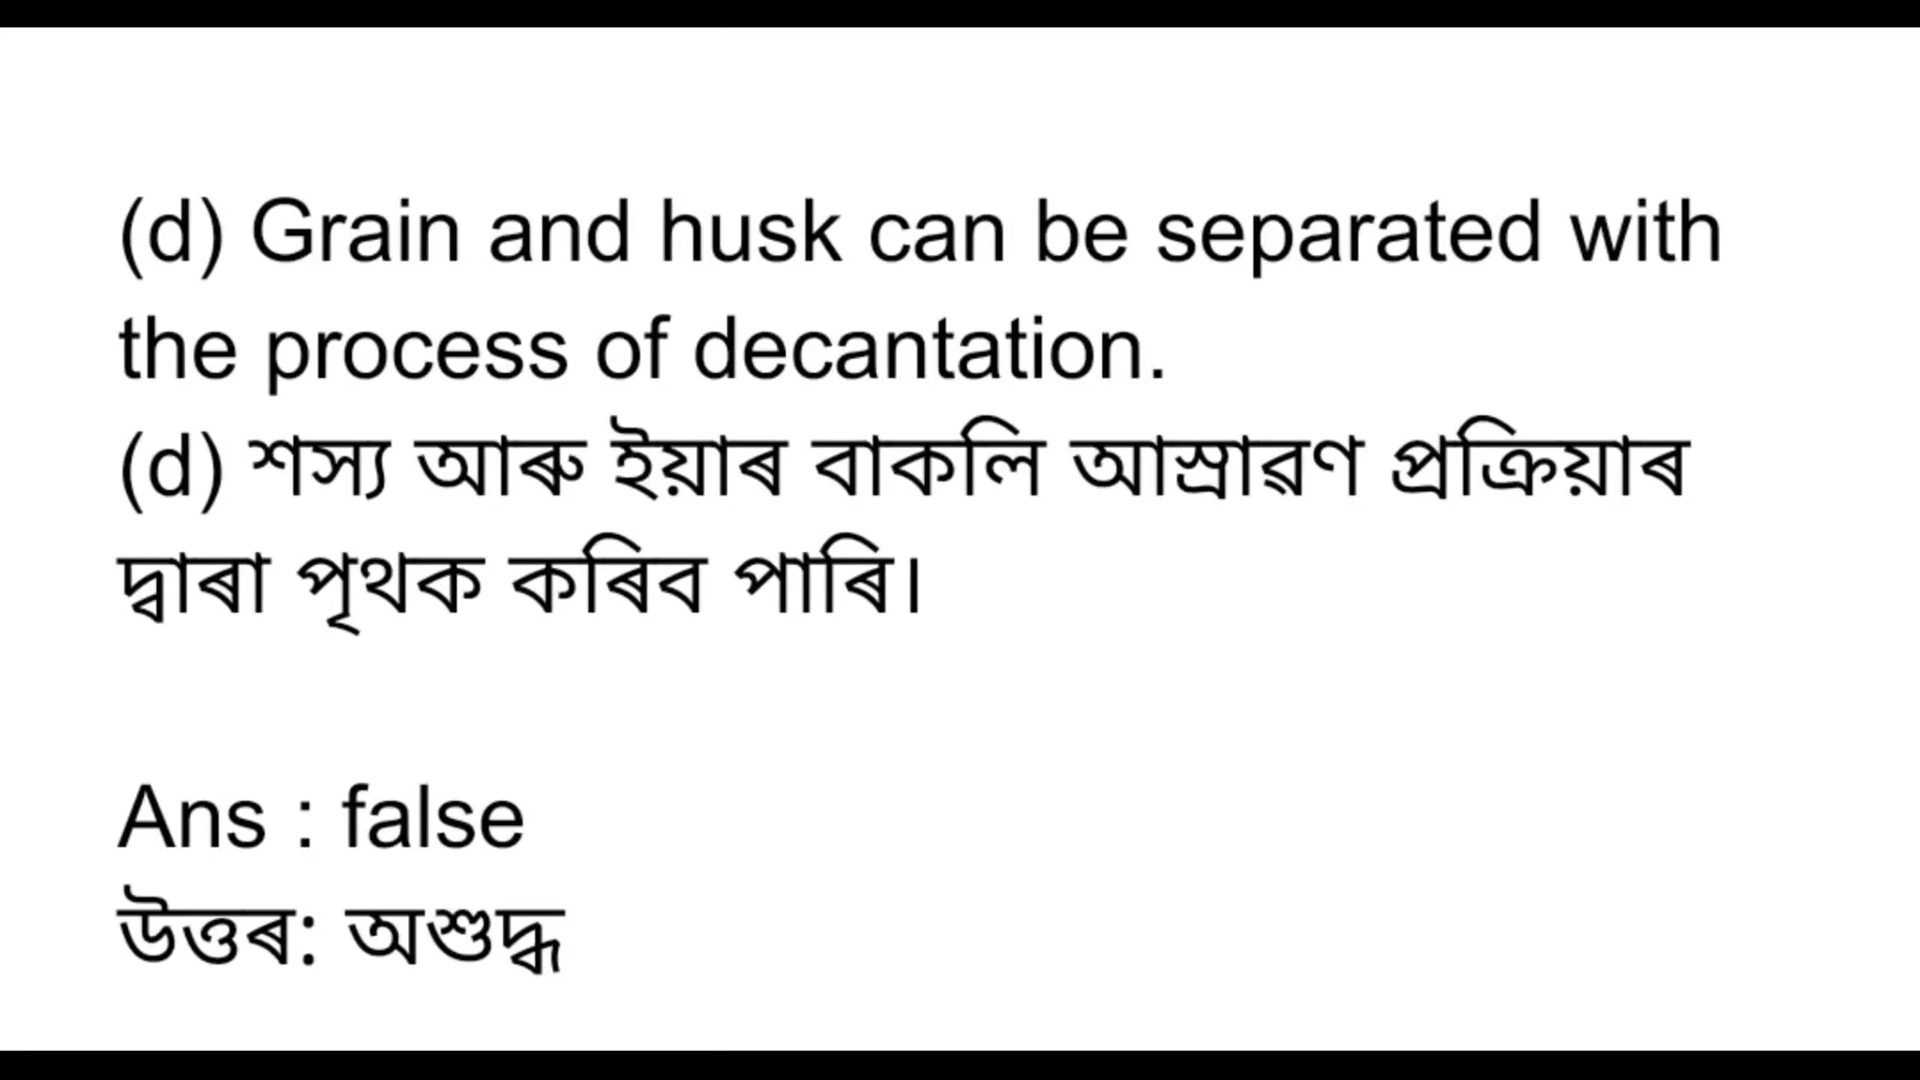 (d) Grain and husk can be separated with
the process of decantation.
(d) শস্য আৰু ইয়াৰ বাকলি আস্ৰাৱণ প্ৰক্ৰিয়াৰ
দ্বাৰা পৃথক কৰিব পাৰি।
Ans : false
উত্তৰ: অশুদ্ধ